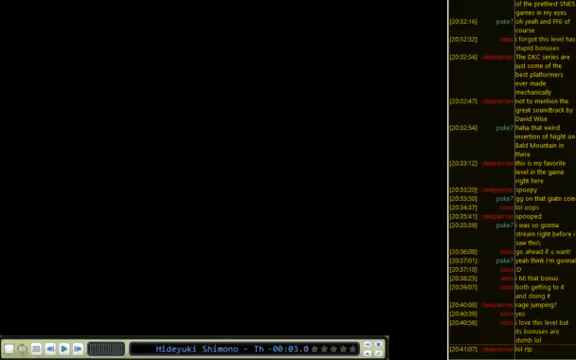 of the prettiest SNES
games in my eyes
[20:32:16] puke7 oh yeah and FF6 of
course
[20:32:32] i forgot this level has
stupid bonuses
[20:32:34] The DKC series are
just some of the
best platformers
ever made
mechanically
[20:32:47] not to mention the
great soundtrack by
David Wise
[20:32:54] puke7 haha that weird
insertion of Night on
Bald Mountain in
there
[20:33:12] this is my favorite
level in the game
right here
[20:33:20] spoopy
[20:33:50] puke7 gg on that giatn coin
[20:34:37] lol oops
[20:35:41] spooped
[20:35:59] puke7 i was so gonna
stream right before i
saw this\
[20:36:08] go ahead if u want!
[20:37:01] puke7 yeah think i'm gonna
[20:37:10] :D
[20:38:25] i hit that bonus
[20:39:07] both getting to it
and doing it
[20:40:08] rage jumping?
[20:40:39] yes
[20:40:56] i love this level but
its bonuses are
dumb lol
[20:41:07] lol rip
Hideyuki Shimono - Th -00:03.0